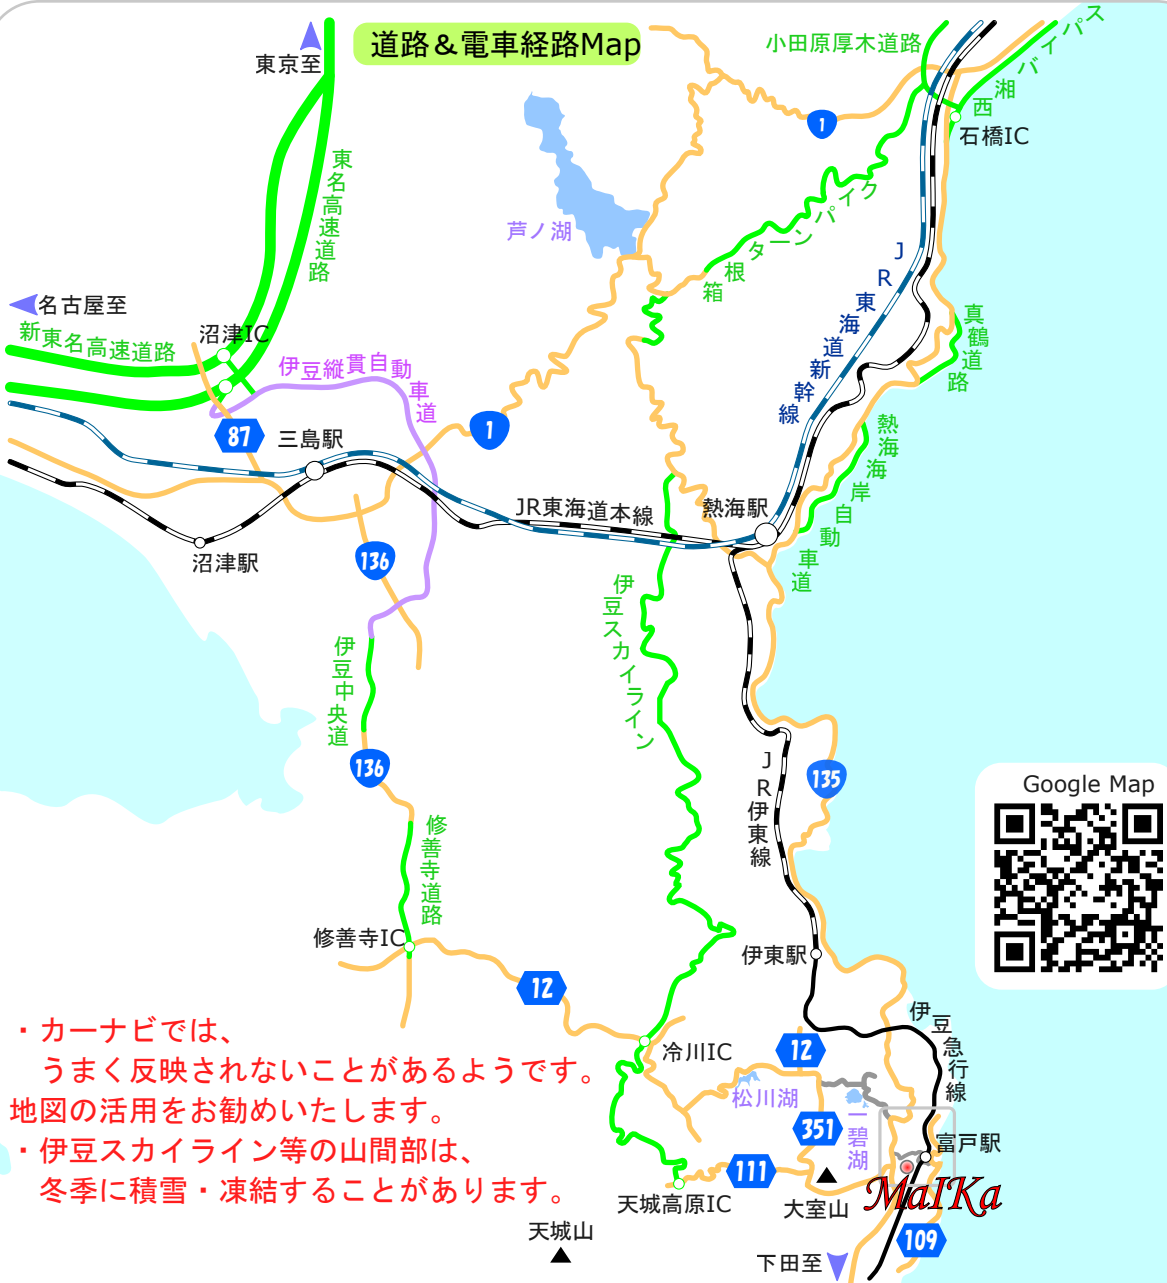 道路＆電車経路Map
東京至
小田原厚木道路
西湘バイパス
石橋IC
1
東名高速道路
芦ノ湖
箱根ターンパイク
名古屋至
新東名高速道路
沼津IC
伊豆縦貫自動車道
JR東海道新幹線
真鶴道路
87
三島駅
1
熱海海岸自動車道
JR東海道本線
熱海駅
沼津駅
136
伊豆スカイライン
伊豆中央道
136
JR伊東線
135
Google Map
修善寺道路
修善寺IC
12
伊東駅
伊豆急行線
・カーナビでは、
うまく反映されないことがあるようです。
地図の活用をお勧めいたします。
・伊豆スカイライン等の山間部は、
冬季に積雪・凍結することがあります。
冷川IC
12
松川湖
351
一碧湖
富戸駅
111
MaIKa
天城高原IC
大室山
天城山
109
下田至